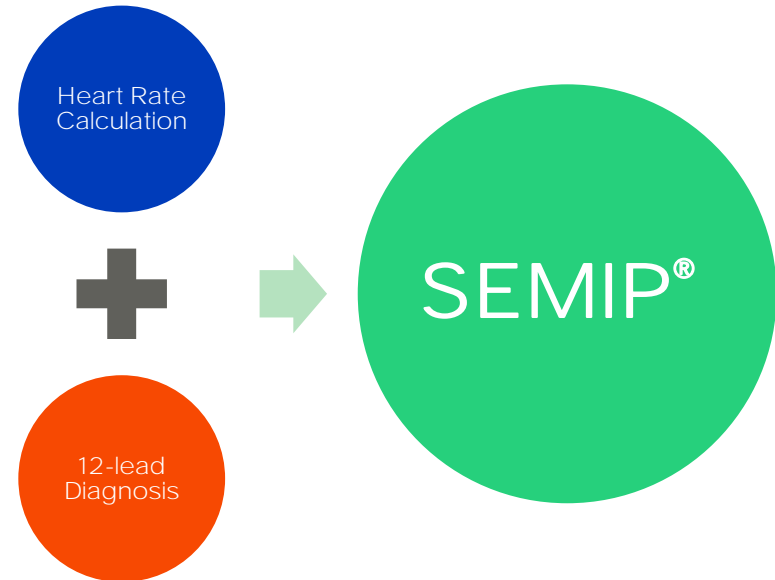 Heart Rate
Calculation
SEMIP®
12-lead
Diagnosis